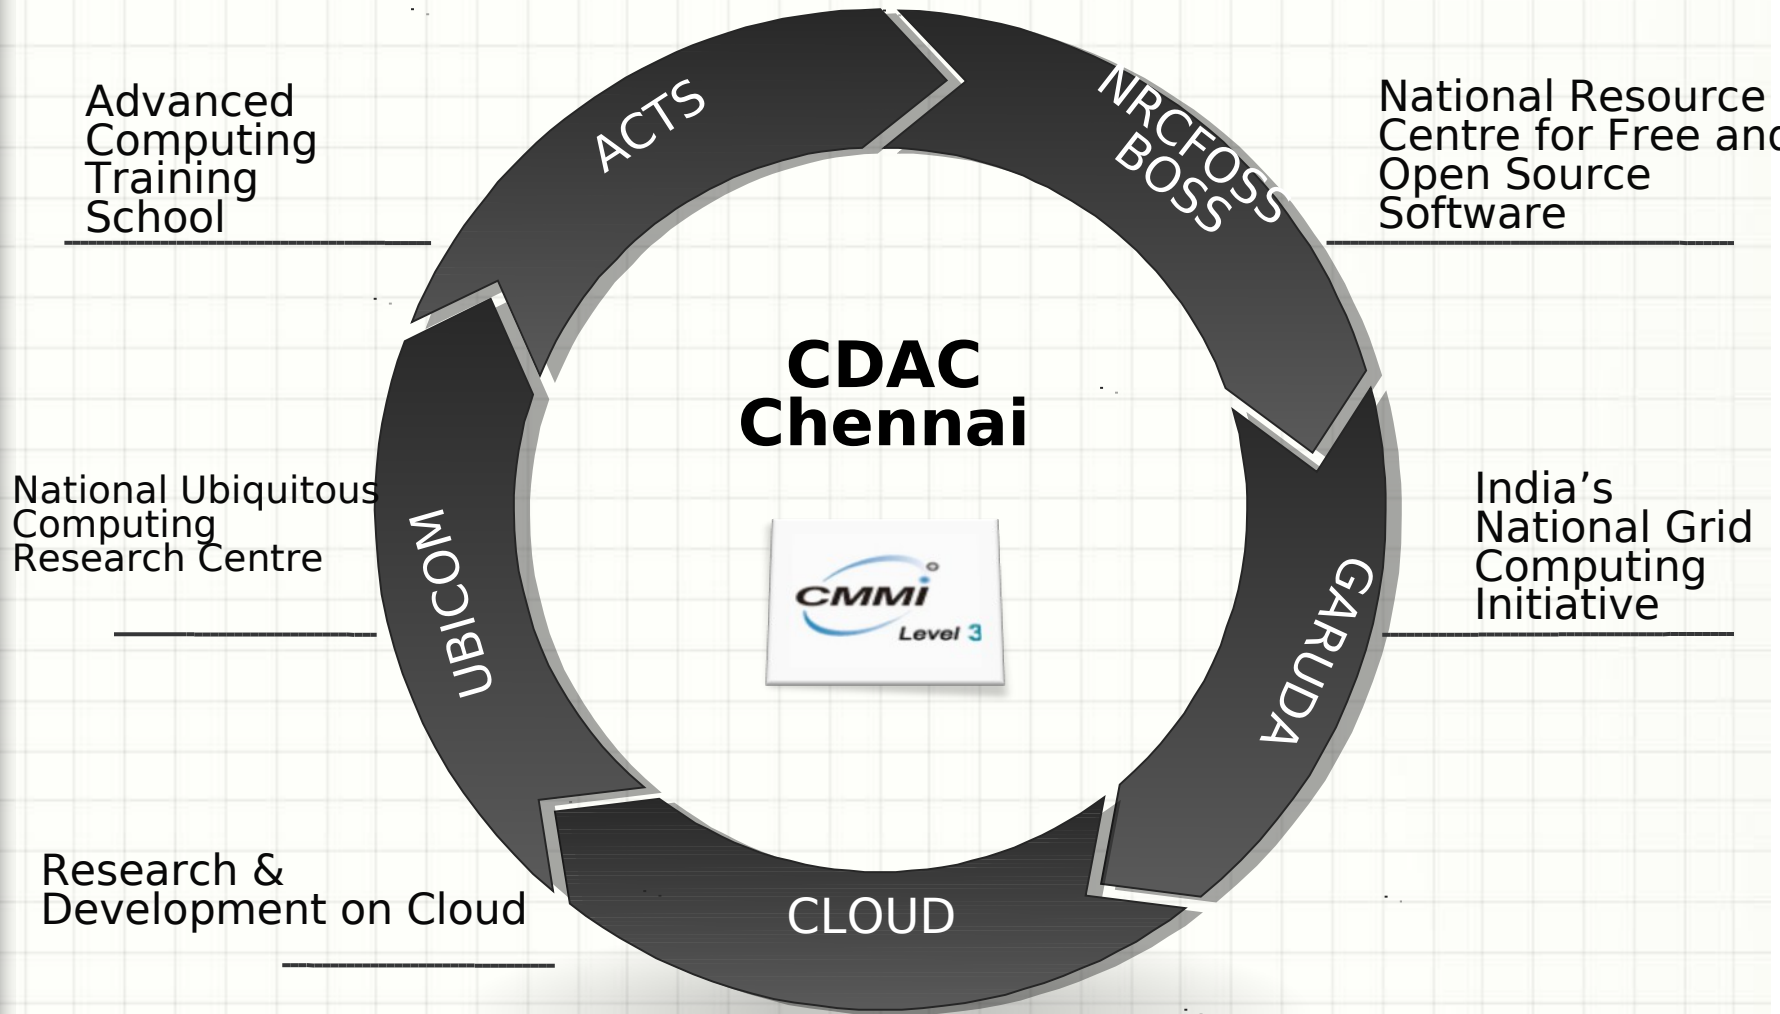 Advanced
Computing
Training
School
ACTS
NRCFOSS
BOSS
National Resource
Centre for Free and
Open Source
Software
CDAC
Chennai
National Ubiquitous
Computing
Research Centre
UBICOM
CMMi
Level 3
GARUDA
India’s
National Grid
Computing
Initiative
Research &
Development on Cloud
CLOUD